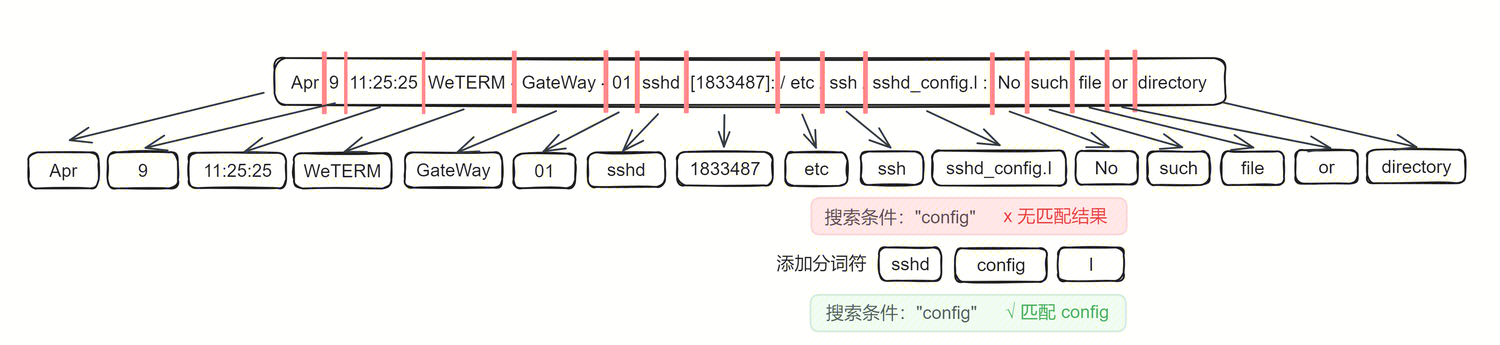 Apr 9 11:25:25 WeTERM - GateWay - 01 sshd [1833487]: / etc / ssh / sshd_config.l : No such file or directory
Apr 9 11:25:25 WeTERM GateWay 01 sshd 1833487 etc ssh sshd_config.l No such file or directory
搜索条件："config" x 无匹配结果
添加分词符 sshd config l
搜索条件："config" √ 匹配 config